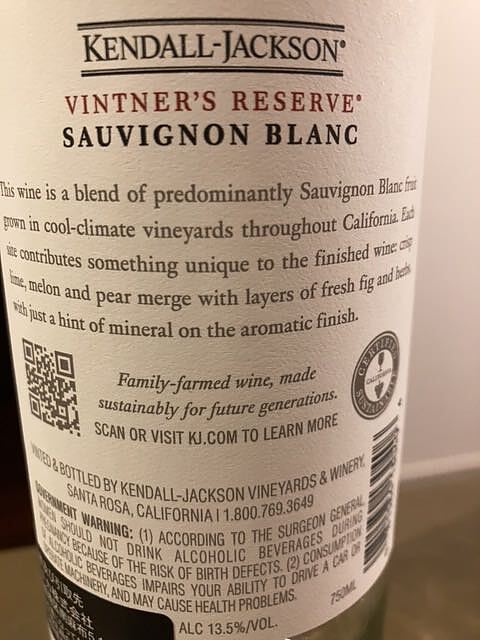 KENDALL-JACKSON®
VINTNER'S RESERVE®
SAUVIGNON BLANC
This wine is a blend of predominantly Sauvignon Blanc fruit
grown in cool-climate vineyards throughout California. Each
site contributes something unique to the finished wine: crisp
lime, melon and pear merge with layers of fresh fig and herbs,
with just a hint of mineral on the aromatic finish.
Family-farmed wine, made
sustainably for future generations.
SCAN OR VISIT KJ.COM TO LEARN MORE
CERTIFIED
CALIFORNIA
SUSTAINABLE
VINTED & BOTTLED BY KENDALL-JACKSON VINEYARDS & WINERY,
SANTA ROSA, CALIFORNIA | 1.800.769.3649
GOVERNMENT WARNING: (1) ACCORDING TO THE SURGEON GENERAL,
WOMEN SHOULD NOT DRINK ALCOHOLIC BEVERAGES DURING
PREGNANCY BECAUSE OF THE RISK OF BIRTH DEFECTS. (2) CONSUMPTION
ALCOHOLIC BEVERAGES IMPAIRS YOUR ABILITY TO DRIVE A CAR OR
MACHINERY, AND MAY CAUSE HEALTH PROBLEMS.
750ML
ALC 13.5%/VOL.